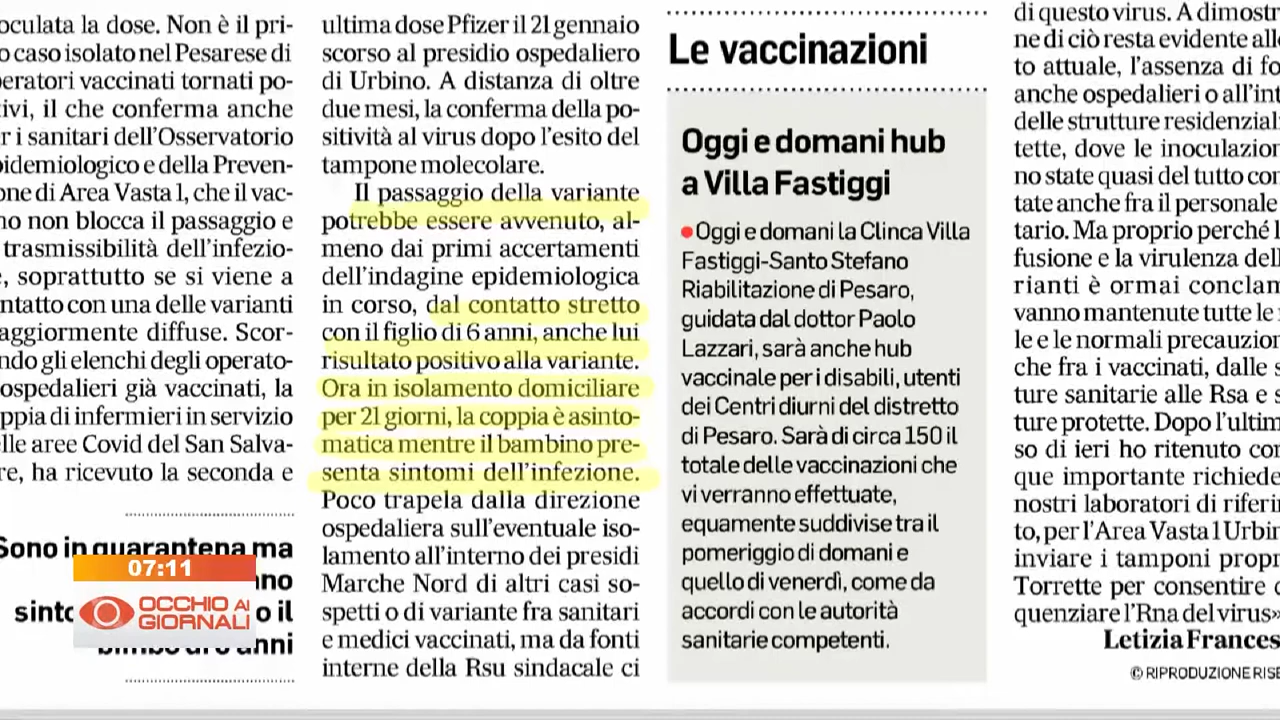 oculata la dose. Non è il pri-
o caso isolato nel Pesarese di
peratori vaccinati tornati po-
tivi, il che conferma anche
r i sanitari dell'Osservatorio
pidemiologico e della Preven-
one di Area Vasta 1, che il vac-
no non blocca il passaggio e
trasmissibilità dell'infezio-
e, soprattutto se si viene a
ntatto con una delle varianti
aggiormente diffuse. Scor-
ndo gli elenchi degli operato-
ospedalieri già vaccinati, la
ppia di infermieri in servizio
elle aree Covid del San Salva-
re, ha ricevuto la seconda e
Sono in quarantena ma
nno
sinto o il
bimbo di 6 anni
07:11
OCCHIO AI
GIORNALI
ultima dose Pfizer il 21 gennaio
scorso al presidio ospedaliero
di Urbino. A distanza di oltre
due mesi, la conferma della po-
sitività al virus dopo l'esito del
tampone molecolare.
Il passaggio della variante
potrebbe essere avvenuto, al-
meno dai primi accertamenti
dell'indagine epidemiologica
in corso, dal contatto stretto
con il figlio di 6 anni, anche lui
risultato positivo alla variante.
Ora in isolamento domiciliare
per 21 giorni, la coppia è asinto-
matica mentre il bambino pre-
senta sintomi dell'infezione.
Poco trapela dalla direzione
ospedaliera sull'eventuale iso-
lamento all'interno dei presidi
Marche Nord di altri casi so-
spetti o di variante fra sanitari
e medici vaccinati, ma da fonti
interne della Rsu sindacale ci
Le vaccinazioni
Oggi e domani hub
a Villa Fastiggi
●Oggi e domani la Clinca Villa
Fastiggi-Santo Stefano
Riabilitazione di Pesaro,
guidata dal dottor Paolo
Lazzari, sarà anche hub
vaccinale per i disabili, utenti
dei Centri diurni del distretto
di Pesaro. Sarà di circa 150 il
totale delle vaccinazioni che
vi verranno effettuate,
equamente suddivise tra il
pomeriggio di domani e
quello di venerdì, come da
accordi con le autorità
sanitarie competenti.
di questo virus. A dimostr
ne di ciò resta evidente allo
to attuale, l'assenza di fo
anche ospedalieri o all'int
delle strutture residenziali
tette, dove le inoculazion
no state quasi del tutto con
tate anche fra il personale
tario. Ma proprio perché l
fusione e la virulenza dell
rianti è ormai conclam
vanno mantenute tutte le
le e le normali precauzion
che fra i vaccinati, dalle s
ture sanitarie alle Rsa e s
ture protette. Dopo l'ultim
so di ieri ho ritenuto con
que importante richiede
nostri laboratori di riferi
to, per l'Area Vasta 1 Urbin
inviare i tamponi propr
Torrette per consentire
quenziare l'Rna del virus»
Letizia Frances
© RIPRODUZIONE RISE